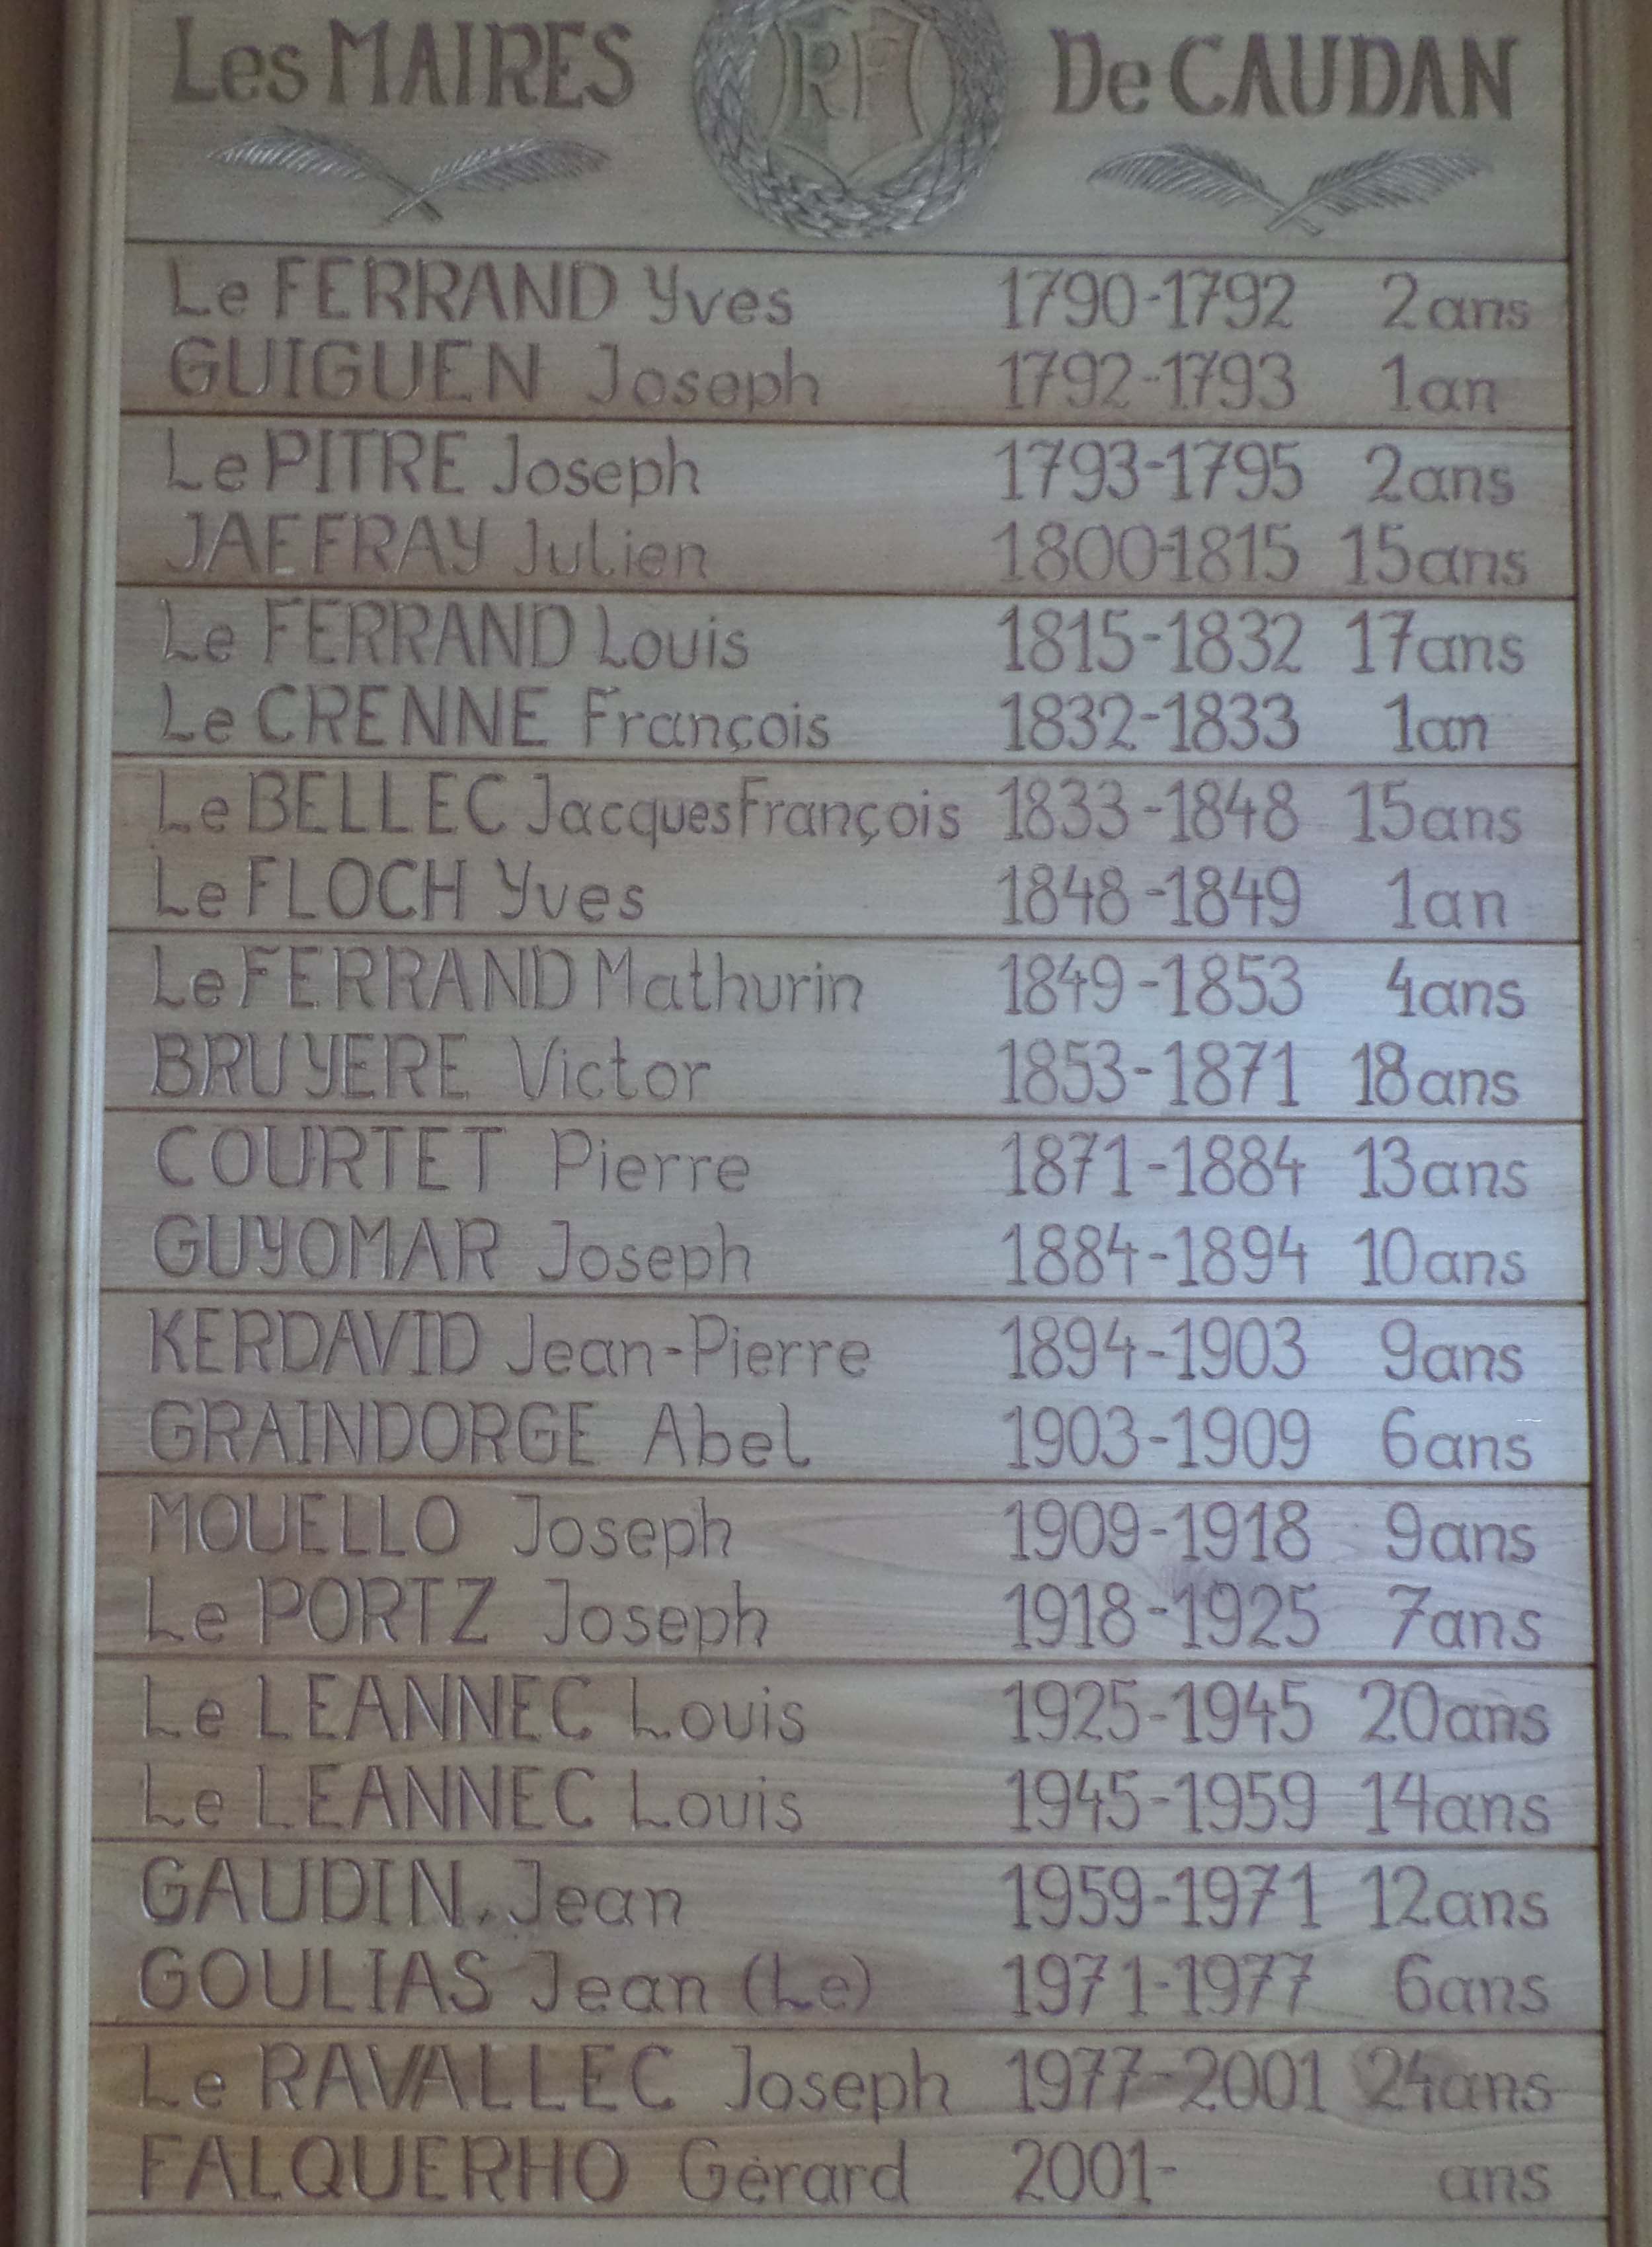 Les MAIRES RF De CAUDAN
Le FERRAND Yves 1790-1792 2ans
GUIGUEN Joseph 1792-1793 1an
Le PITRE Joseph 1793-1795 2ans
JAFFRAY Julien 1800-1815 15ans
Le FERRAND Louis 1815-1832 17ans
Le CRENNE François 1832-1833 1an
Le BELLEC Jacques François 1833-1848 15ans
Le FLOCH Yves 1848-1849 1an
Le FERRAND Mathurin 1849-1853 4ans
BRUYERE Victor 1853-1871 18ans
COURTET Pierre 1871-1884 13ans
GUYOMAR Joseph 1884-1894 10ans
KERDAVID Jean-Pierre 1894-1903 9ans
GRAINDORGE Abel 1903-1909 6ans
MOUELLO Joseph 1909-1918 9ans
Le PORTZ Joseph 1918-1925 7ans
Le LEANNEC Louis 1925-1945 20ans
Le LEANNEC Louis 1945-1959 14ans
GAUDIN. Jean 1959-1971 12ans
GOULIAS Jean (Le) 1971-1977 6ans
Le RAVALLEC Joseph 1977-2001 24ans
FALQUERHO Gérard 2001- ans